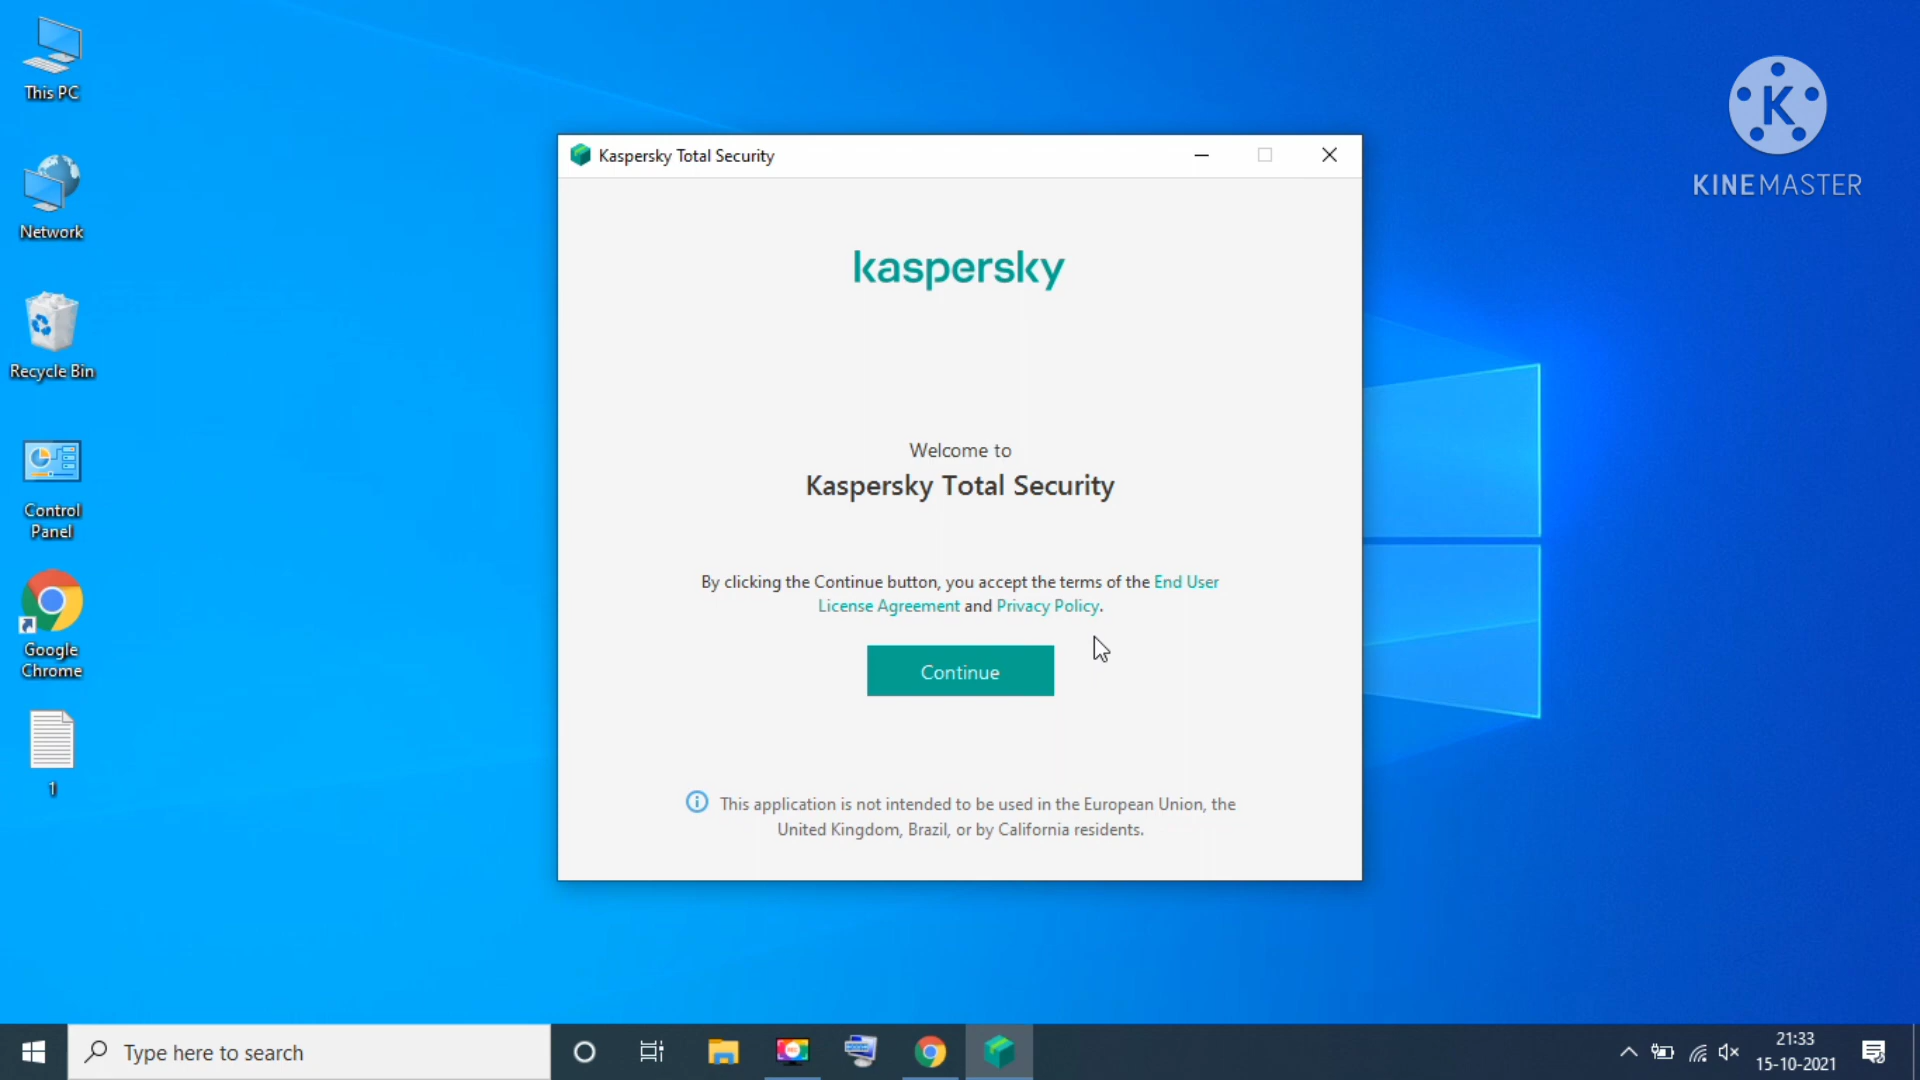 This PC
Network
Recycle Bin
Control
Panel
Google
Chrome
1
Kaspersky Total Security
kaspersky
Welcome to
Kaspersky Total Security
By clicking the Continue button, you accept the terms of the End User
License Agreement and Privacy Policy.
Continue
This application is not intended to be used in the European Union, the
United Kingdom, Brazil, or by California residents.
K
KINEMASTER
Type here to search
21:33
15-10-2021